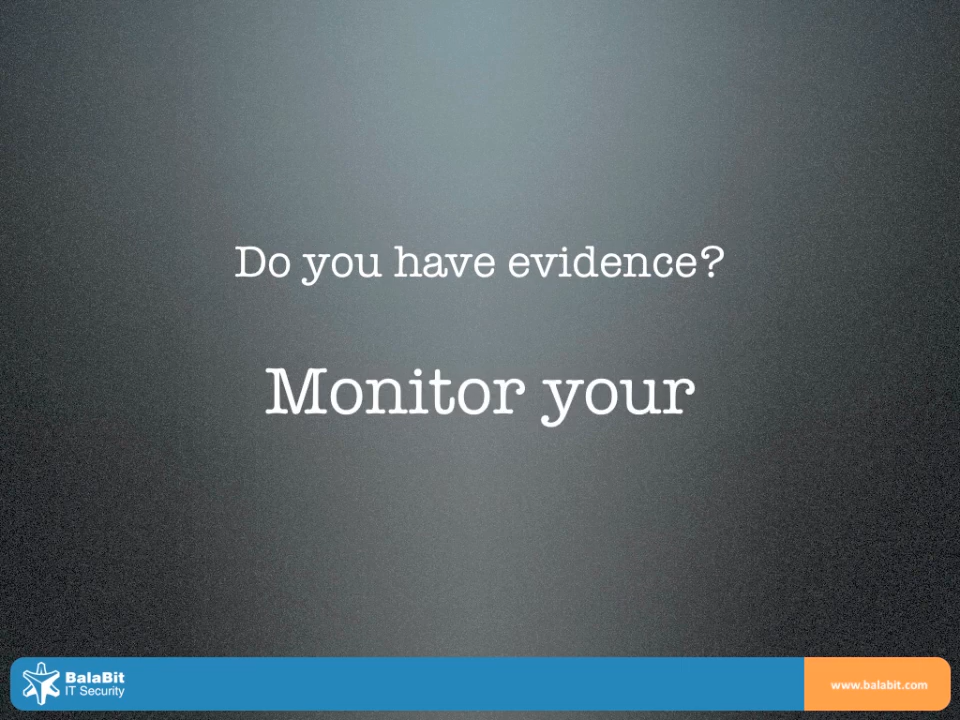 Do you have evidence?
Monitor your
BalaBit
IT Security
www.balabit.com